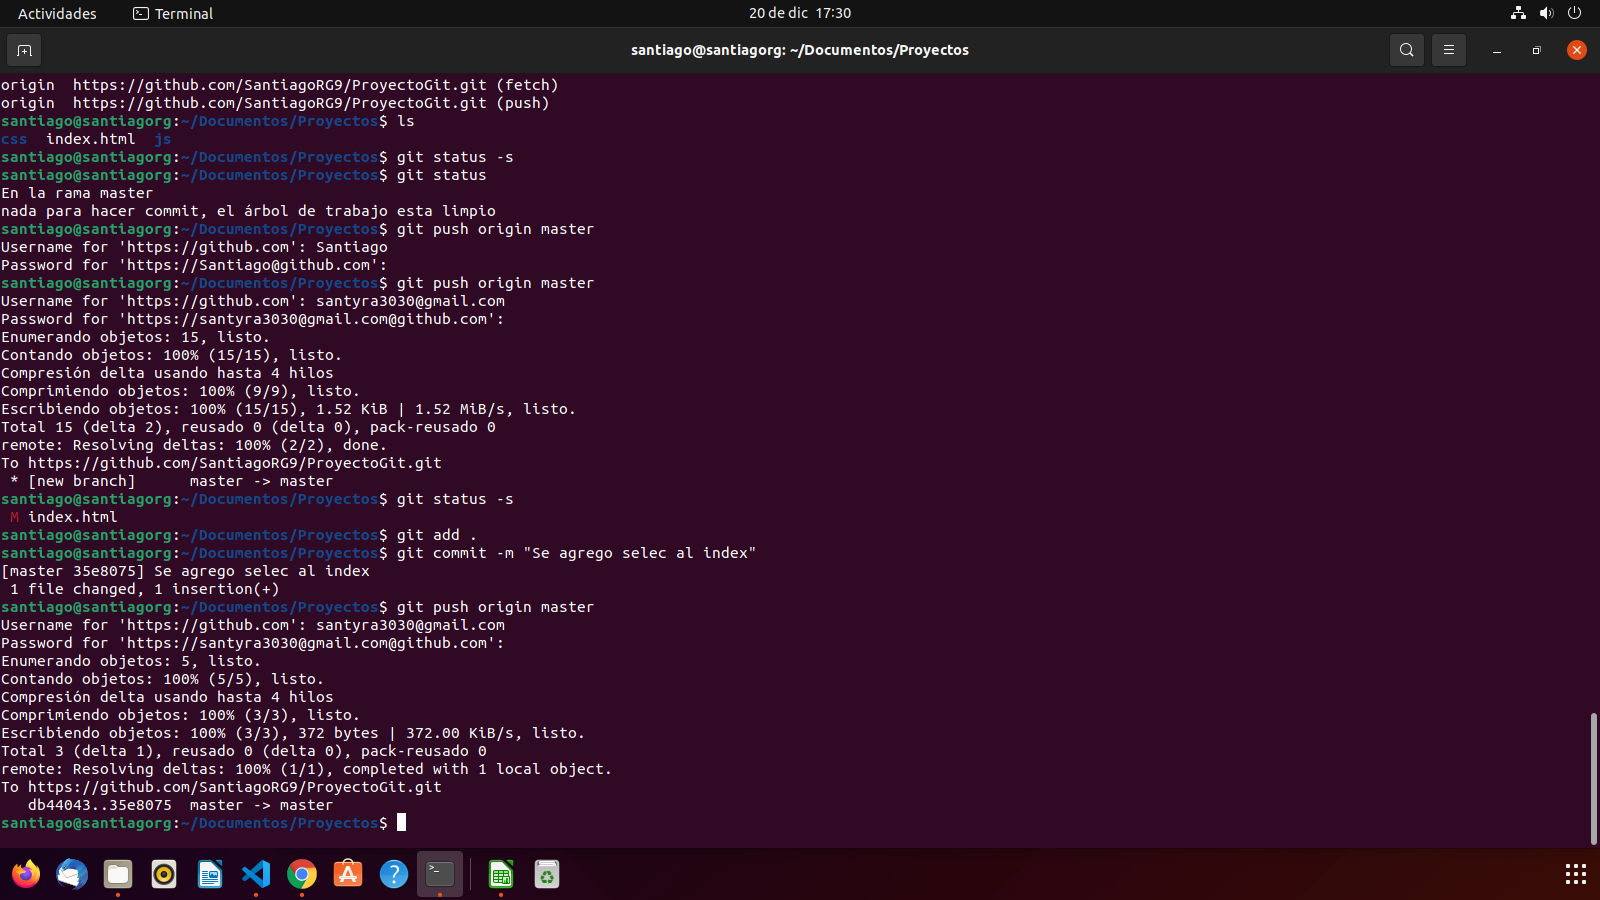 Actividades Terminal 20 de dic 17:30
santiago@santiagorg: ~/Documentos/Proyectos
origin  https://github.com/SantiagoRG9/ProyectoGit.git (fetch)
origin  https://github.com/SantiagoRG9/ProyectoGit.git (push)
santiago@santiagorg:~/Documentos/Proyectos$ ls
css  index.html  js
santiago@santiagorg:~/Documentos/Proyectos$ git status -s
santiago@santiagorg:~/Documentos/Proyectos$ git status
En la rama master
nada para hacer commit, el árbol de trabajo esta limpio
santiago@santiagorg:~/Documentos/Proyectos$ git push origin master
Username for 'https://github.com': Santiago
Password for 'https://Santiago@github.com':
santiago@santiagorg:~/Documentos/Proyectos$ git push origin master
Username for 'https://github.com': santyra3030@gmail.com
Password for 'https://santyra3030@gmail.com@github.com':
Enumerando objetos: 15, listo.
Contando objetos: 100% (15/15), listo.
Compresión delta usando hasta 4 hilos
Comprimiendo objetos: 100% (9/9), listo.
Escribiendo objetos: 100% (15/15), 1.52 KiB | 1.52 MiB/s, listo.
Total 15 (delta 2), reusado 0 (delta 0), pack-reusado 0
remote: Resolving deltas: 100% (2/2), done.
To https://github.com/SantiagoRG9/ProyectoGit.git
 * [new branch]      master -> master
santiago@santiagorg:~/Documentos/Proyectos$ git status -s
 M index.html
santiago@santiagorg:~/Documentos/Proyectos$ git add .
santiago@santiagorg:~/Documentos/Proyectos$ git commit -m "Se agrego selec al index"
[master 35e8075] Se agrego selec al index
 1 file changed, 1 insertion(+)
santiago@santiagorg:~/Documentos/Proyectos$ git push origin master
Username for 'https://github.com': santyra3030@gmail.com
Password for 'https://santyra3030@gmail.com@github.com':
Enumerando objetos: 5, listo.
Contando objetos: 100% (5/5), listo.
Compresión delta usando hasta 4 hilos
Comprimiendo objetos: 100% (3/3), listo.
Escribiendo objetos: 100% (3/3), 372 bytes | 372.00 KiB/s, listo.
Total 3 (delta 1), reusado 0 (delta 0), pack-reusado 0
remote: Resolving deltas: 100% (1/1), completed with 1 local object.
To https://github.com/SantiagoRG9/ProyectoGit.git
   db44043..35e8075  master -> master
santiago@santiagorg:~/Documentos/Proyectos$